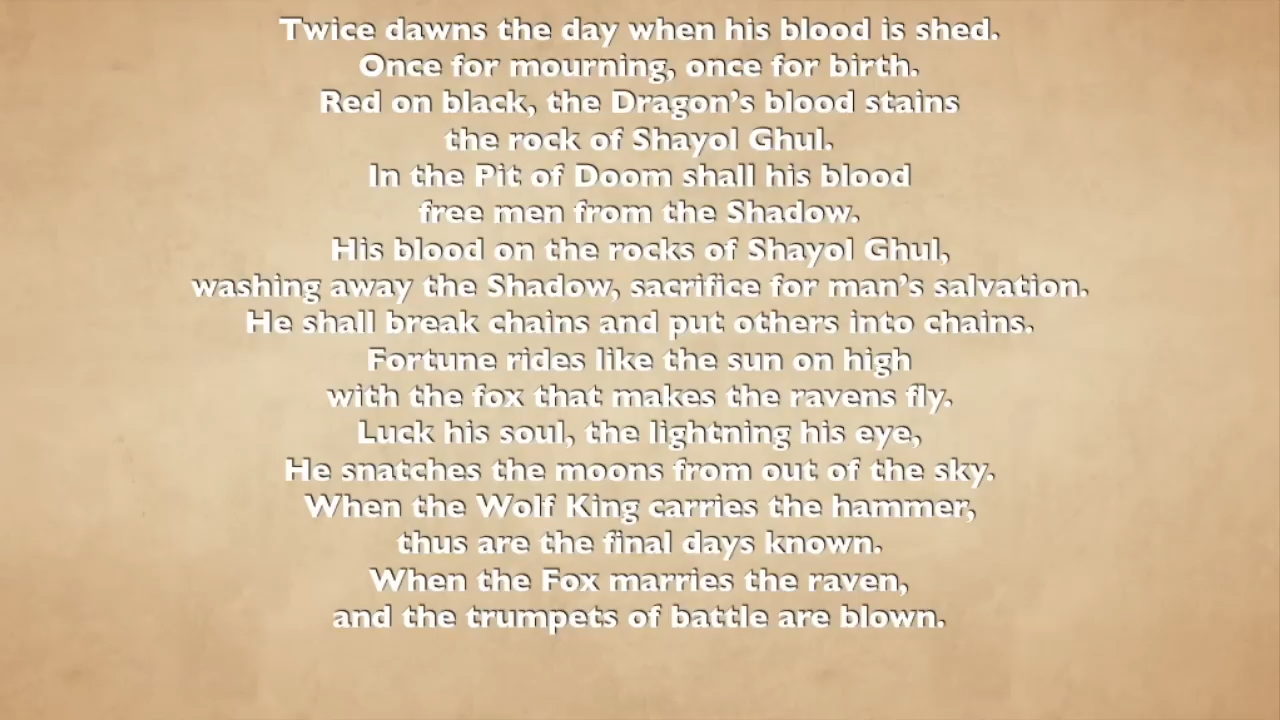 Twice dawns the day when his blood is shed.
Once for mourning, once for birth.
Red on black, the Dragon’s blood stains
the rock of Shayol Ghul.
In the Pit of Doom shall his blood
free men from the Shadow.
His blood on the rocks of Shayol Ghul,
washing away the Shadow, sacrifice for man’s salvation.
He shall break chains and put others into chains.
Fortune rides like the sun on high
with the fox that makes the ravens fly.
Luck his soul, the lightning his eye,
He snatches the moons from out of the sky.
When the Wolf King carries the hammer,
thus are the final days known.
When the Fox marries the raven,
and the trumpets of battle are blown.